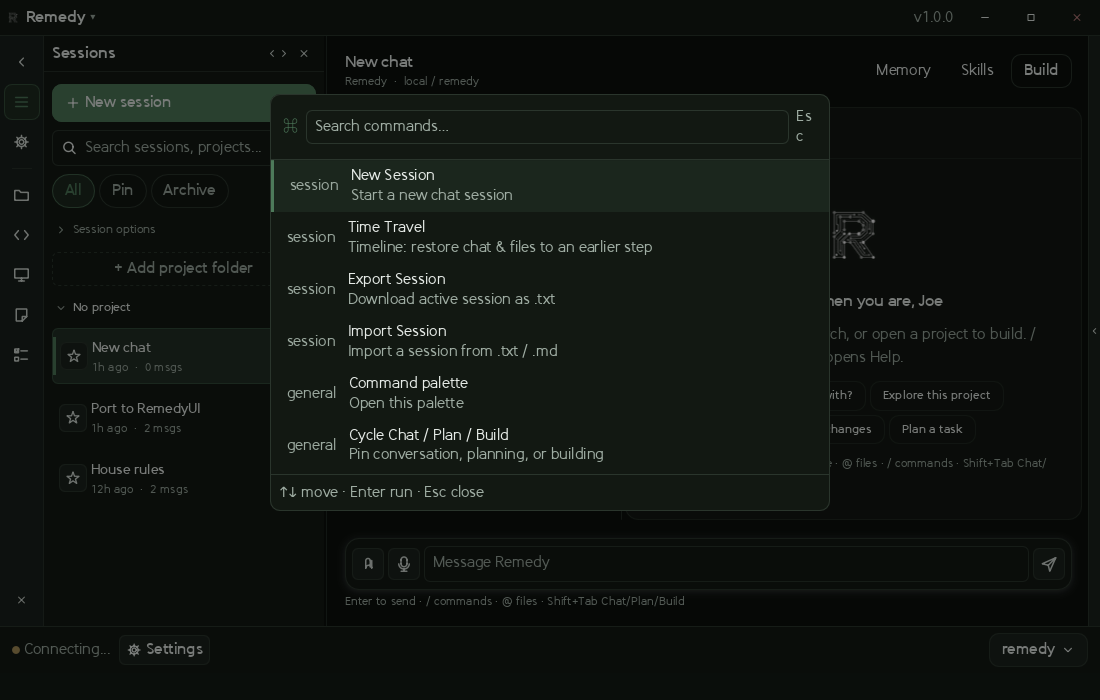 Remedy
v1.0.0
Sessions
New session
Search sessions, projects...
All
Pin
Archive
Session options
+ Add project folder
No project
New chat
1h ago · 0 msgs
Port to RemedyUI
1h ago · 2 msgs
House rules
12h ago · 2 msgs
New chat
Remedy · local / remedy
Memory
Skills
Build
Search commands...
Es
c
session
New Session
Start a new chat session
session
Time Travel
Timeline: restore chat & files to an earlier step
session
Export Session
Download active session as .txt
session
Import Session
Import a session from .txt / .md
general
Command palette
Open this palette
general
Cycle Chat / Plan / Build
Pin conversation, planning, or building
↑↓ move · Enter run · Esc close
you are, Joe
or open a project to build. /
opens Help.
Explore this project
Plan a task
· @ files · / commands · Shift+Tab Chat/
Message Remedy
Enter to send · / commands · @ files · Shift+Tab Chat/Plan/Build
Connecting...
Settings
remedy